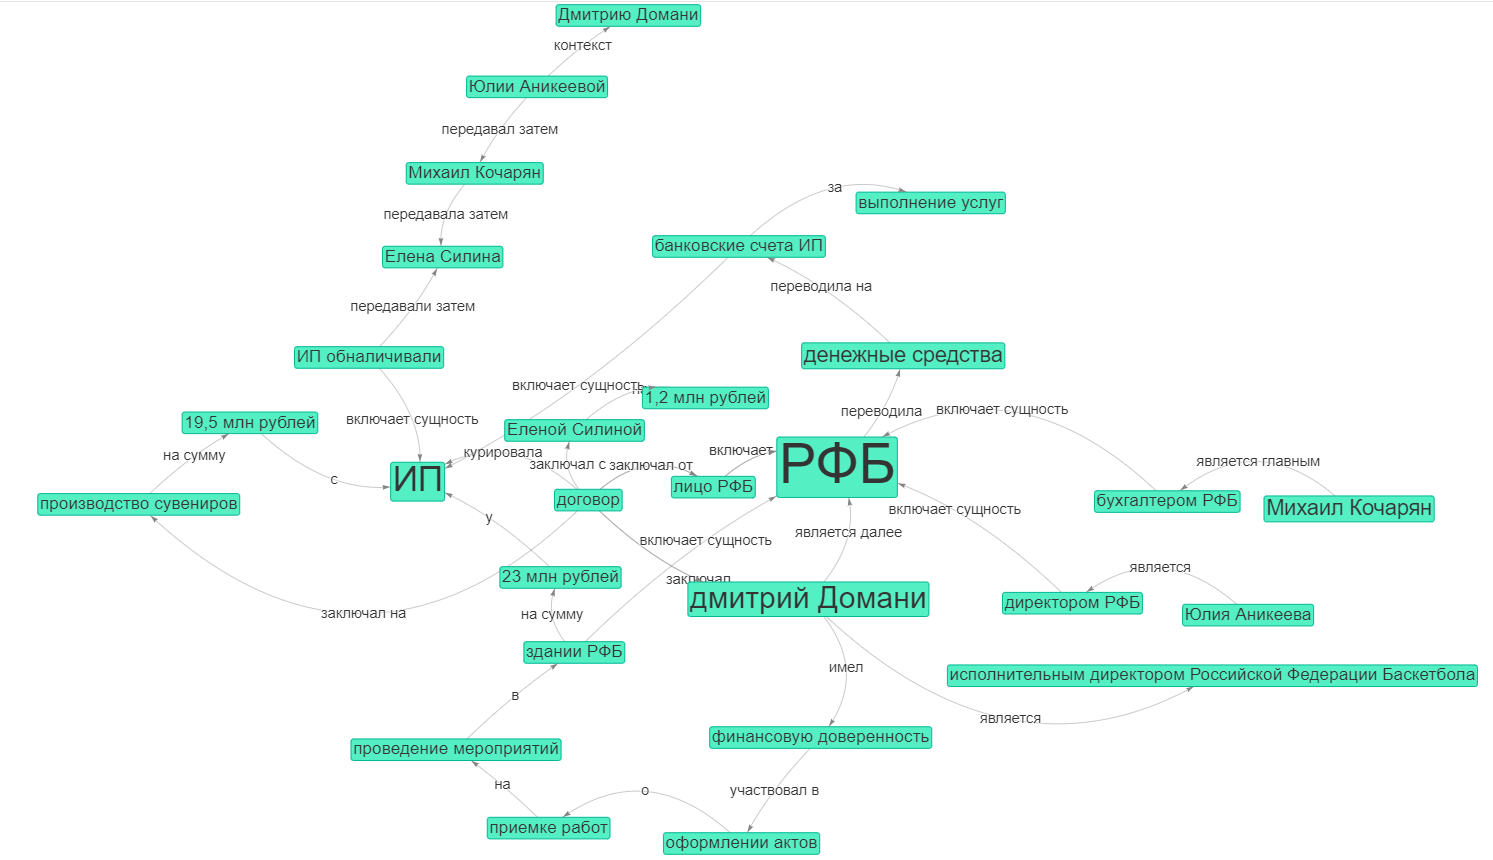 Дмитрию Домани
контекст
Юлии Аникеевой
передавал затем
Михаил Кочарян
передавала затем
за
выполнение услуг
банковские счета ИП
Елена Силина
переводила на
передавали затем
ИП обналичивали
денежные средства
включает сущность
1,2 млн рублей
переводила
включает сущность
включает сущность
19,5 млн рублей
Еленой Силиной
на сумму
курировала
заключал с
заключал от
включает
РФБ
является главным
с
ИП
лицо РФБ
производство сувениров
договор
бухгалтером РФБ
Михаил Кочарян
у
включает сущность
является далее
включает сущность
23 млн рублей
заключал
является
дмитрий Домани
директором РФБ
заключал на
на сумму
Юлия Аникеева
здании РФБ
имел
исполнительным директором Российской Федерации Баскетбола
в
является
проведение мероприятий
финансовую доверенность
на
о
участвовал в
приемке работ
оформлении актов